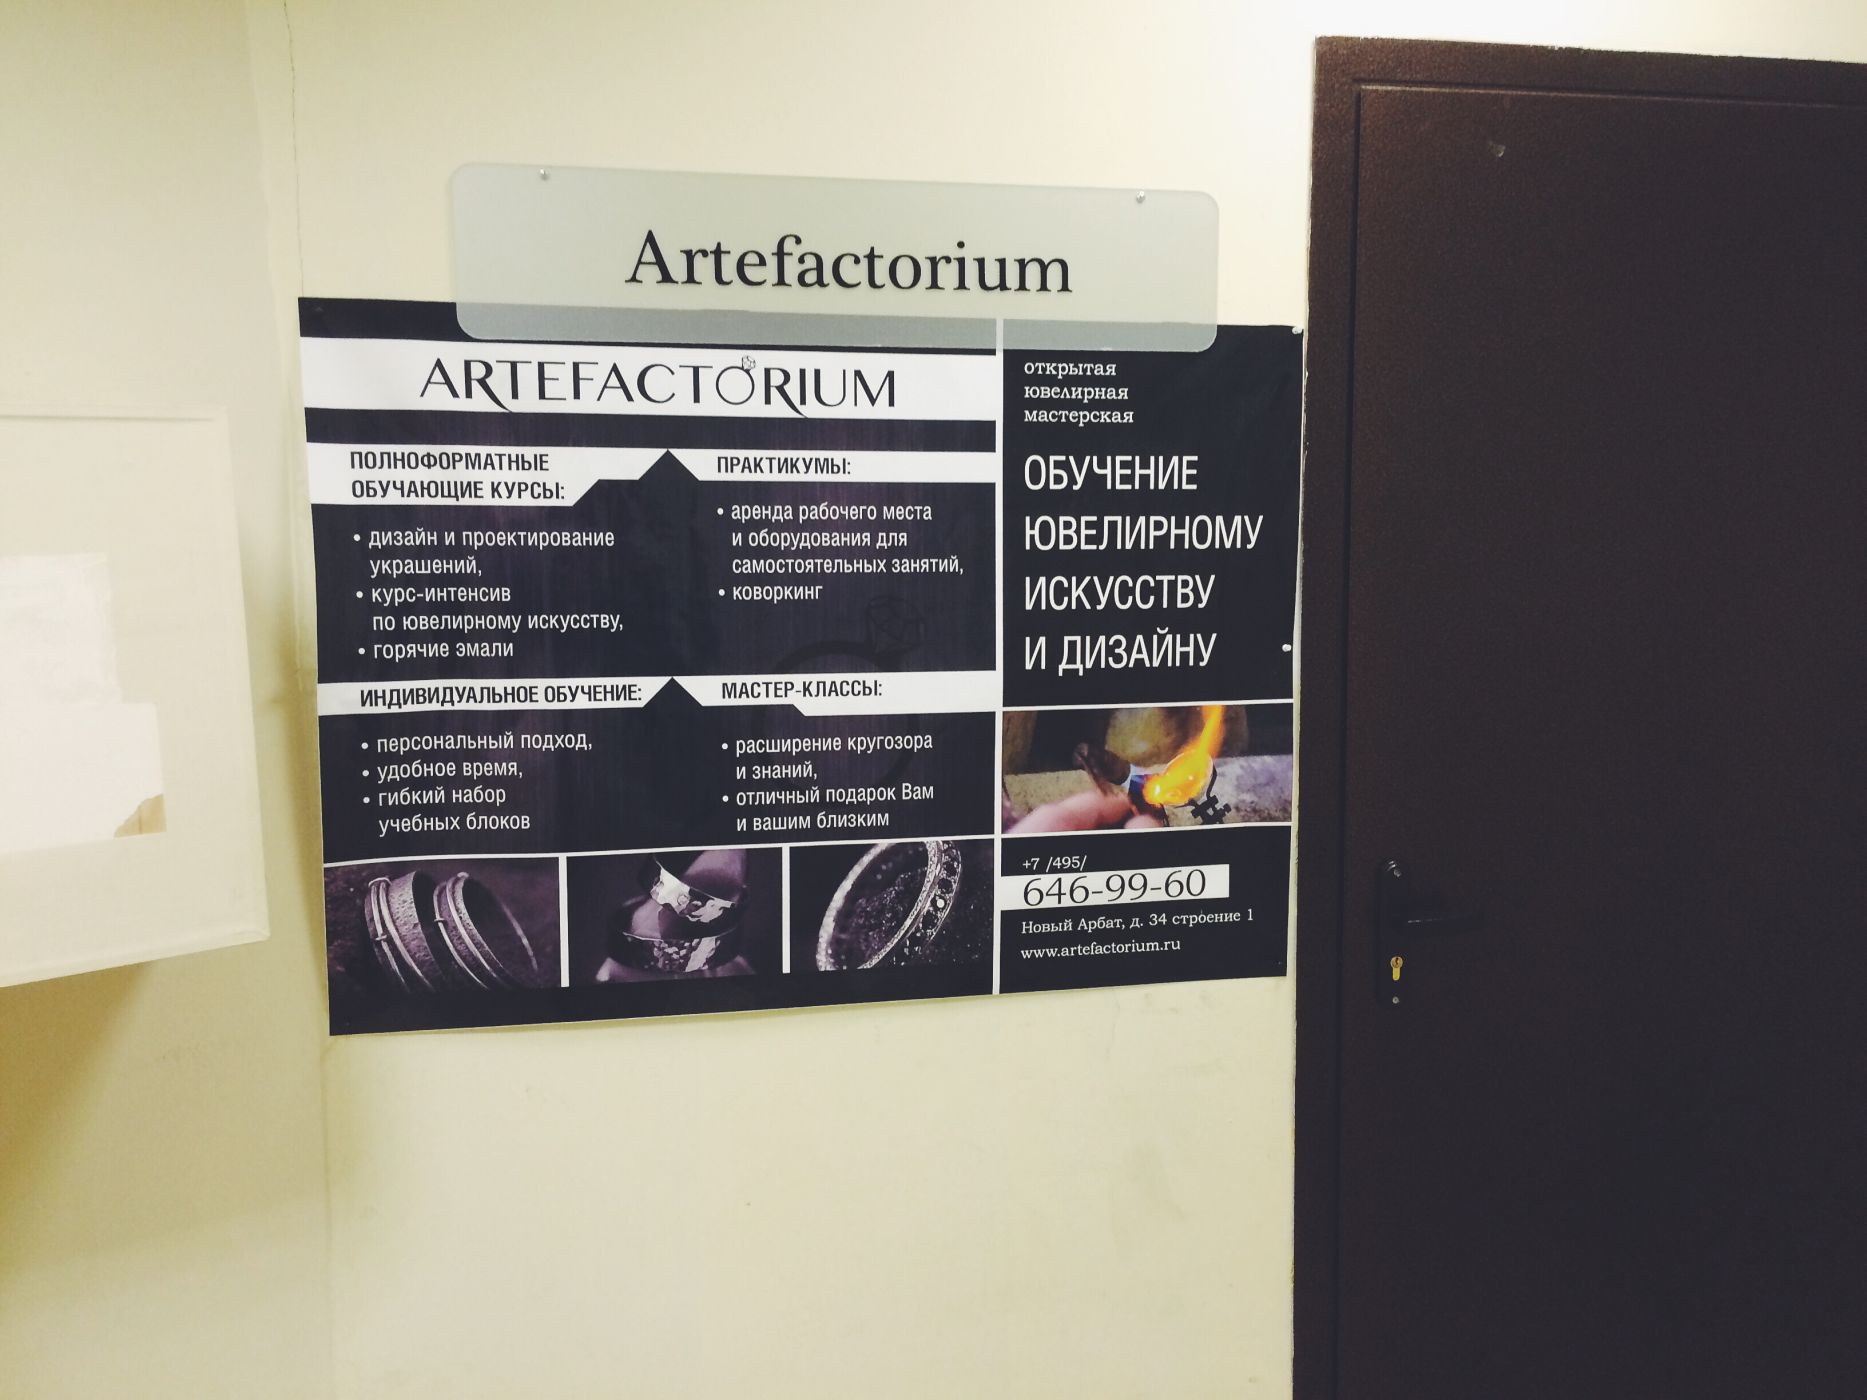 Artefactorium
ARTEFACTORIUM
ПОЛНОФОРМАТНЫЕ
ОБУЧАЮЩИЕ КУРСЫ:
• дизайн и проектирование
украшений,
• курс-интенсив
по ювелирному искусству,
• горячие эмали
ПРАКТИКУМЫ:
• аренда рабочего места
и оборудования для
самостоятельных занятий,
• коворкинг
ИНДИВИДУАЛЬНОЕ ОБУЧЕНИЕ:
• персональный подход,
• удобное время,
• гибкий набор
учебных блоков
МАСТЕР-КЛАССЫ:
• расширение кругозора
и знаний,
• отличный подарок Вам
и вашим близким
открытая
ювелирная
мастерская
ОБУЧЕНИЕ
ЮВЕЛИРНОМУ
ИСКУССТВУ
И ДИЗАЙНУ
+7 /495/
646-99-60
Новый Арбат, д. 34 строение 1
www.artefactorium.ru